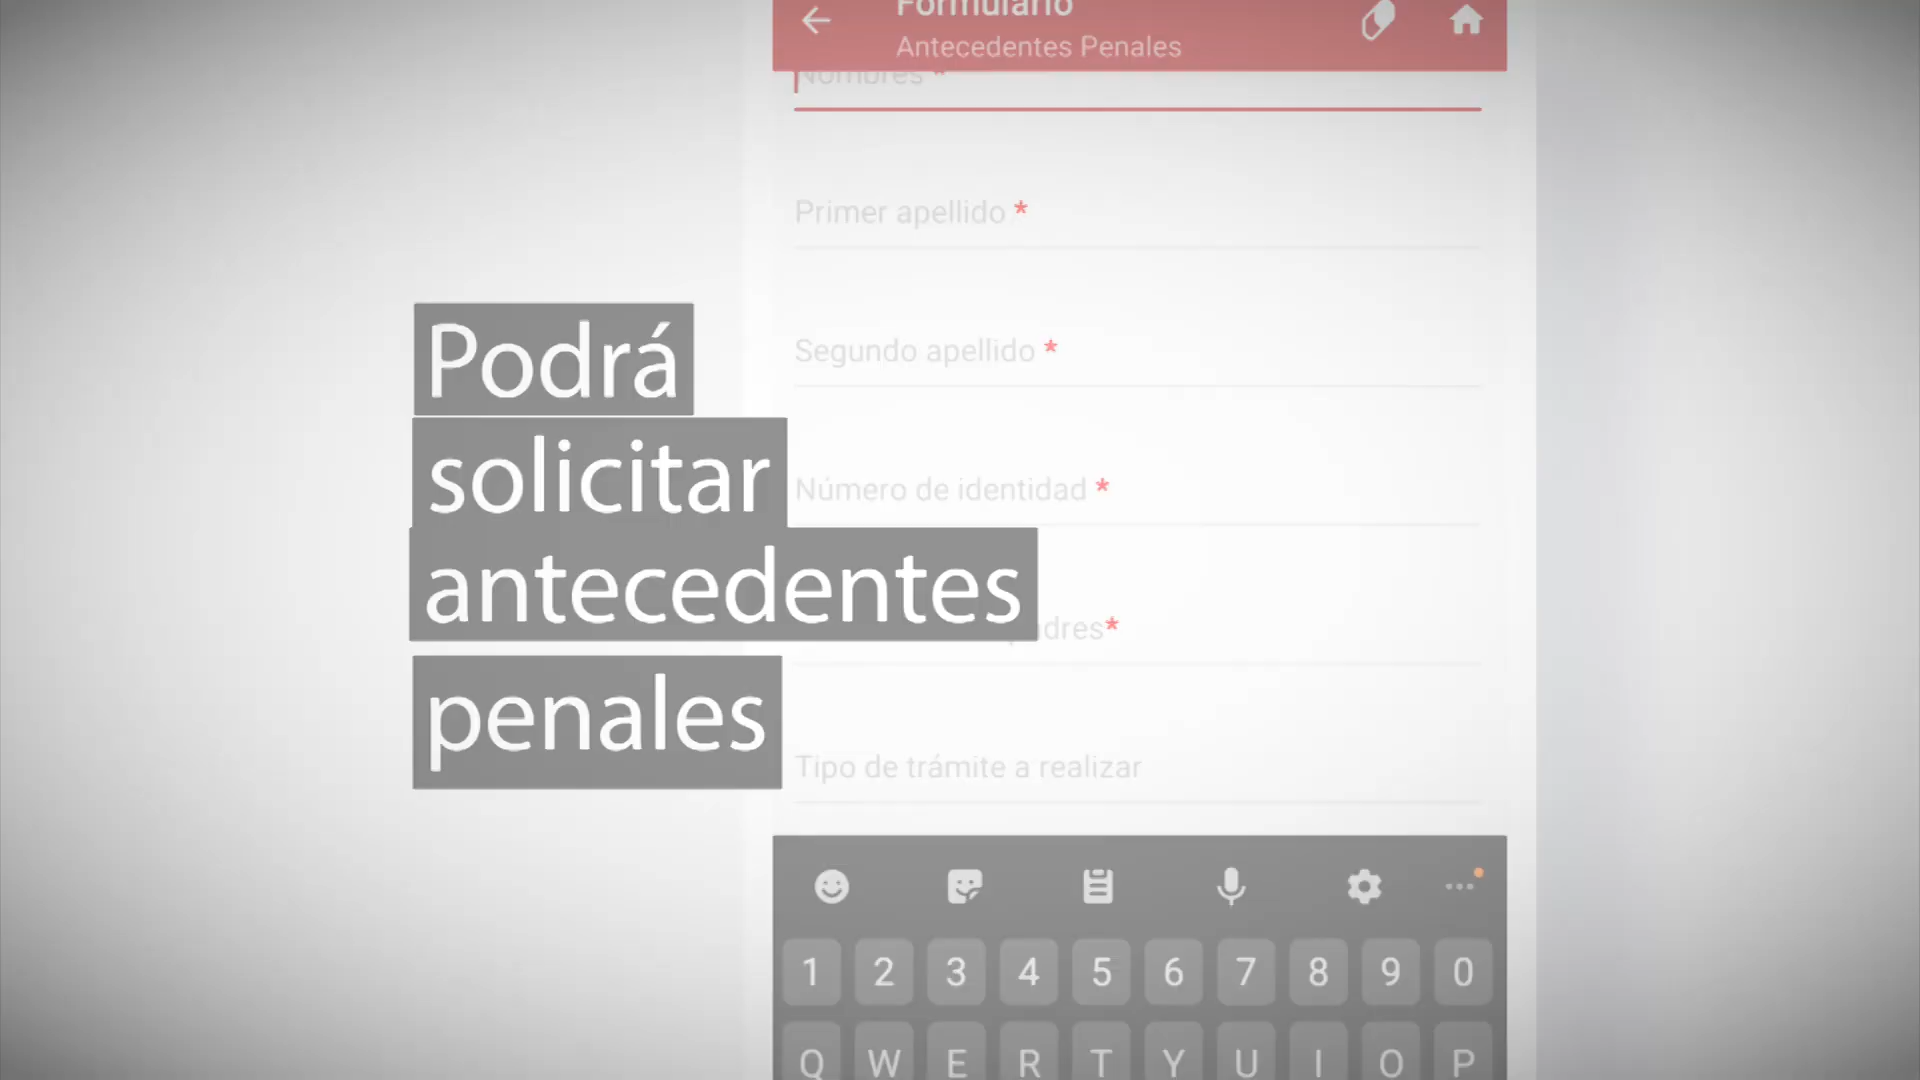 Formulario
Antecedentes Penales
Nombres *
Primer apellido *
Segundo apellido *
Número de identidad *
Tipo de trámite a realizar
Podrá
solicitar
antecedentes
penales
1 2 3 4 5 6 7 8 9 0
Q W E R T Y U I O P